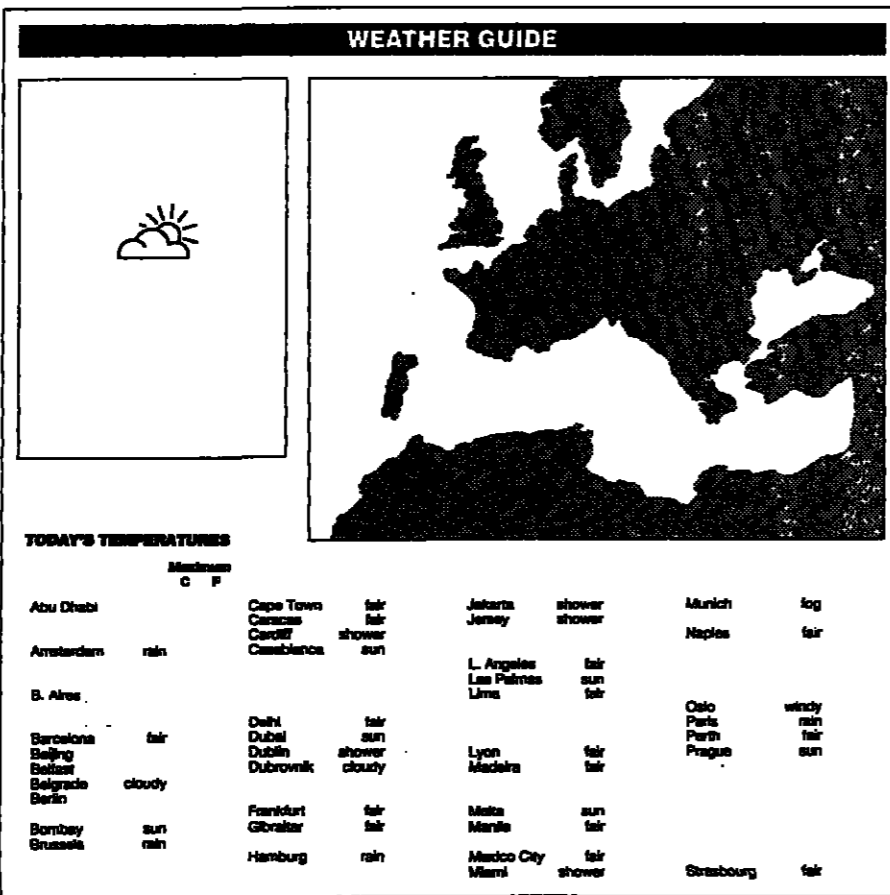 WEATHER GUIDE
TODAY'S TEMPERATURES
Maximum
C F
Abu Dhabi
Amsterdam rain
B. Aires
Barcelona fair
Beijing
Belfast
Belgrade cloudy
Berlin
Bombay sun
Brussels rain
Cape Town fair
Caracas fair
Cardiff shower
Casablanca sun
Delhi fair
Dubai sun
Dublin shower
Dubrovnik cloudy
Frankfurt fair
Gibraltar fair
Hamburg rain
Jakarta shower
Jersey shower
L. Angeles fair
Las Palmas sun
Lima fair
Lyon fair
Madeira fair
Malta sun
Manila fair
Mexico City fair
Miami shower
Munich fog
Naples fair
Oslo windy
Paris rain
Perth fair
Prague sun
Strasbourg fair